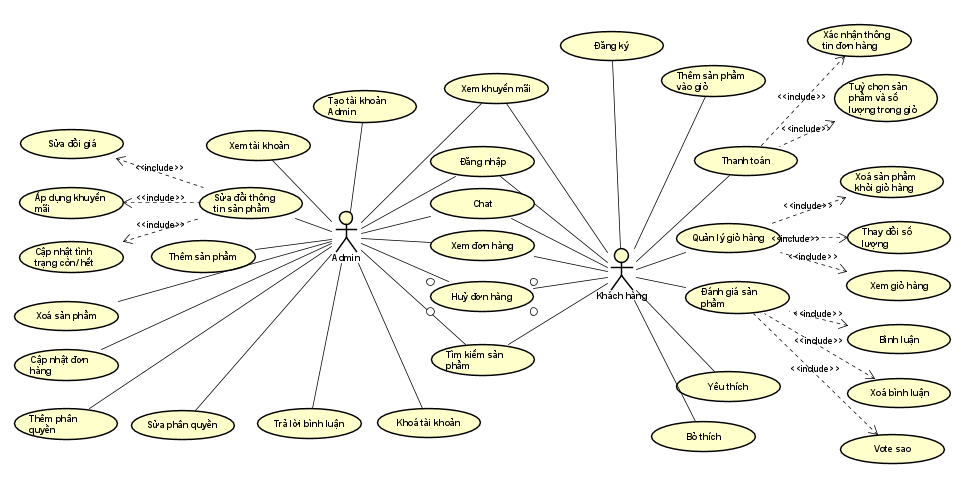 Đăng ký
Xác nhận thông
tin đơn hàng
Thêm sản phẩm
vào giỏ
Xem khuyến mãi
Tuỳ chọn sản
phẩm và số
lượng trong giỏ
<<include>>
Tạo tài khoản
Admin
<<include>>
Sửa đổi giá
Xem tài khoản
Đăng nhập
Thanh toán
<<include>>
Xoá sản phẩm
khỏi giỏ hàng
Áp dụng khuyến
mãi
<<include>>
Sửa đổi thông
tin sản phẩm
Chat
<<include>>
<<include>>
Quản lý giỏ hàng
<<include>>
Thay đổi số
lượng
Cập nhật tình
trạng còn/ hết
Thêm sản phẩm
Admin
Xem đơn hàng
<<include>>
Xem giỏ hàng
Khách hàng
Huỷ đơn hàng
Đánh giá sản
phẩm
Xoá sản phẩm
<<include>>
Bình luận
<<include>>
Cập nhật đơn
hàng
Tìm kiếm sản
phẩm
<<include>>
Yêu thích
Xoá bình luận
Thêm phân
quyền
Sửa phân quyền
Trả lời bình luận
Khoá tài khoản
Bỏ thích
Vote sao